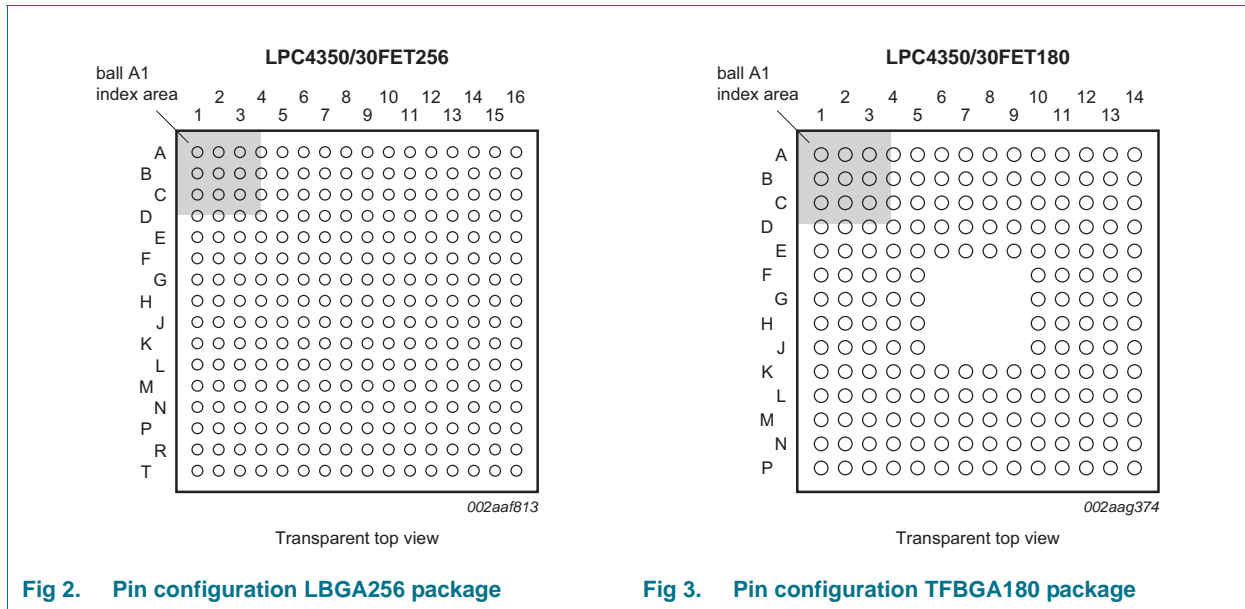 LPC4350/30FET256
ball A1
index area
2 4 6 8 10 12 14 16
1 3 5 7 9 11 13 15
A
B
C
D
E
F
G
H
J
K
L
M
N
P
R
T
002aaf813
Transparent top view
Fig 2. Pin configuration LBGA256 package
LPC4350/30FET180
ball A1
index area
2 4 6 8 10 12 14
1 3 5 7 9 11 13
A
B
C
D
E
F
G
H
J
K
L
M
N
P
002aag374
Transparent top view
Fig 3. Pin configuration TFBGA180 package